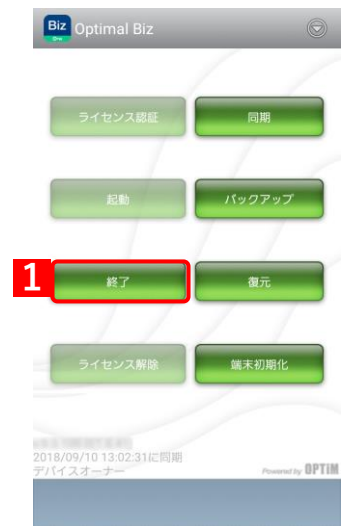 Biz Optimal Biz
ライセンス認証 同期
起動 バックアップ
1 終了 復元
ライセンス解除 端末初期化
2018/09/10 13:02:31に同期
デバイスオーナー Powered by OPTiM